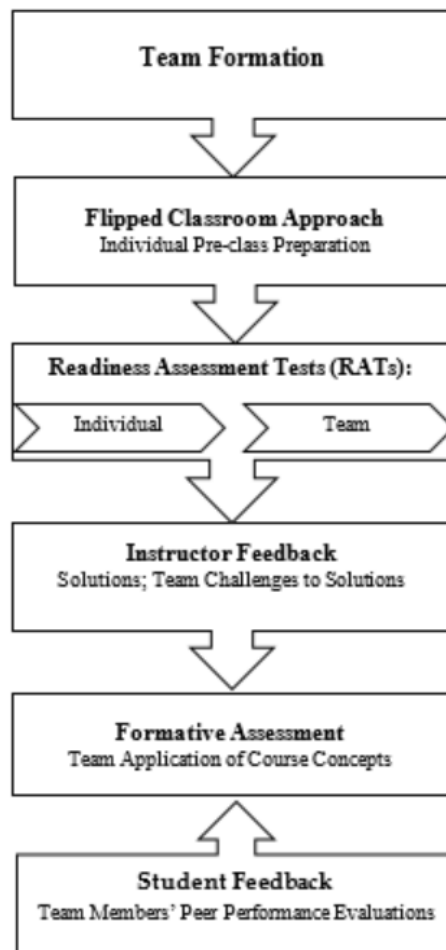 Team Formation
Flipped Classroom Approach
Individual Pre-class Preparation
Readiness Assessment Tests (RATs):
Individual
Team
Instructor Feedback
Solutions; Team Challenges to Solutions
Formative Assessment
Team Application of Course Concepts
Student Feedback
Team Members' Peer Performance Evaluations